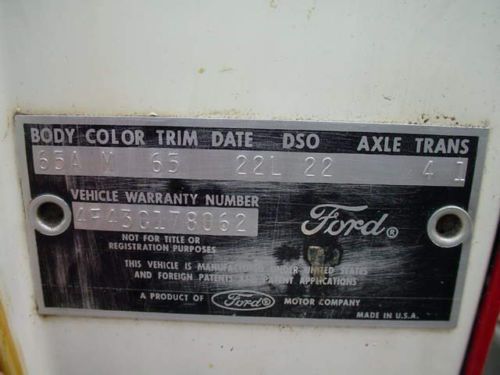 BODY COLOR TRIM DATE DSO AXLE TRANS
65A M 65 22L 22 4 1
VEHICLE WARRANTY NUMBER
4F43C178062
Ford®
NOT FOR TITLE OR
REGISTRATION PURPOSES
THIS VEHICLE IS MANUFACTURED UNDER UNITED STATES
AND FOREIGN PATENTS AND PATENT APPLICATIONS
A PRODUCT OF Ford® MOTOR COMPANY
MADE IN U.S.A.